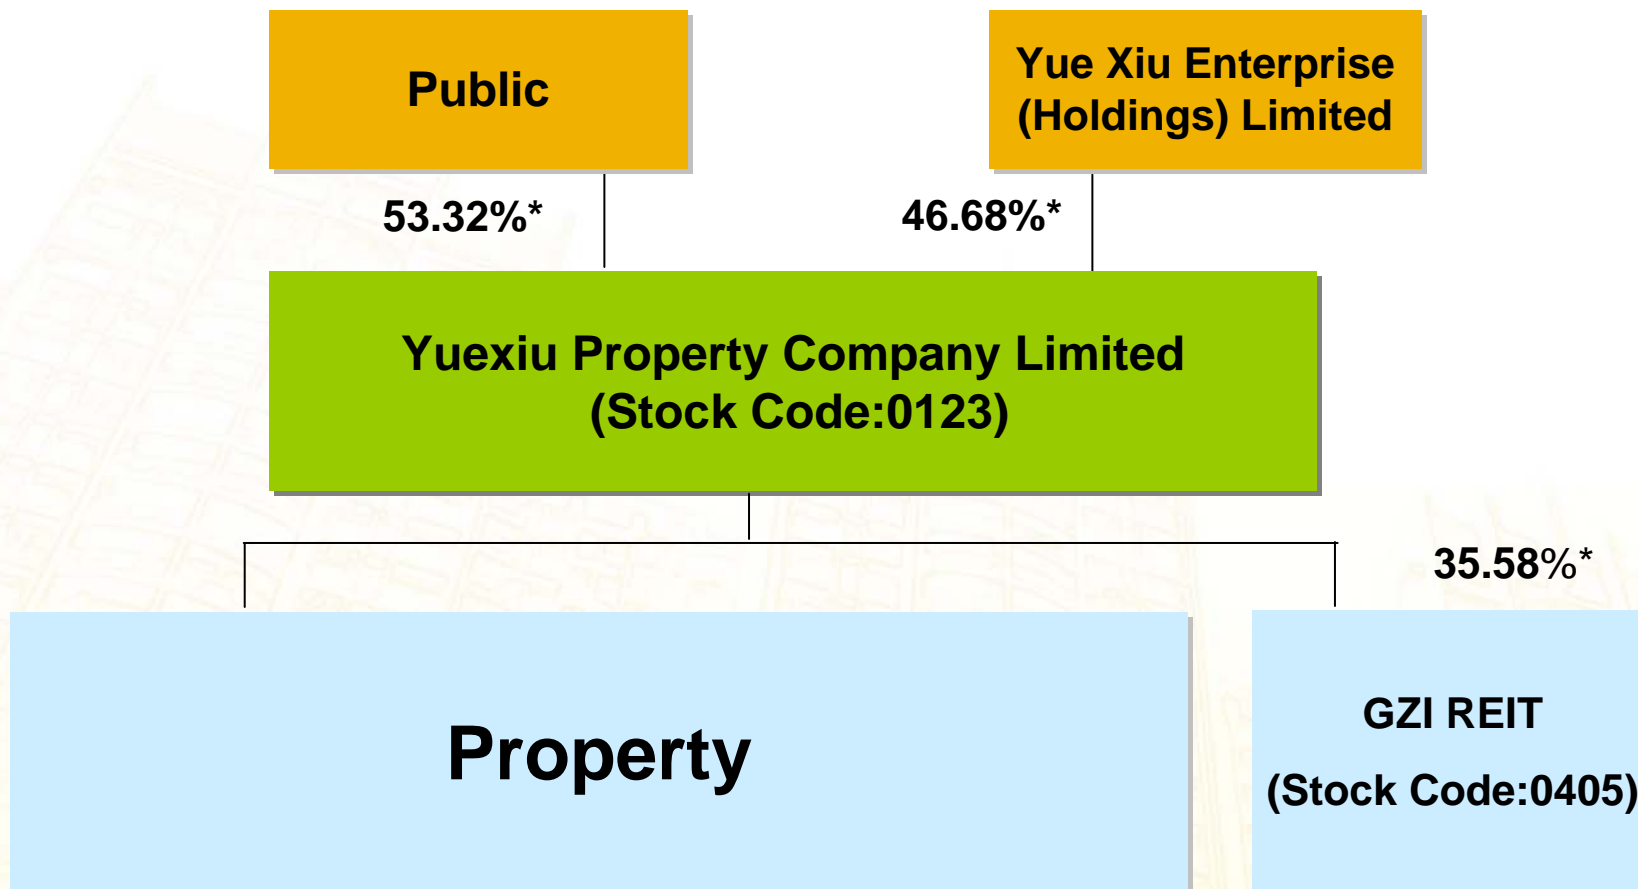 Public
Yue Xiu Enterprise
(Holdings) Limited
53.32%*
46.68%*
Yuexiu Property Company Limited
(Stock Code:0123)
35.58%*
Property
GZI REIT
(Stock Code:0405)